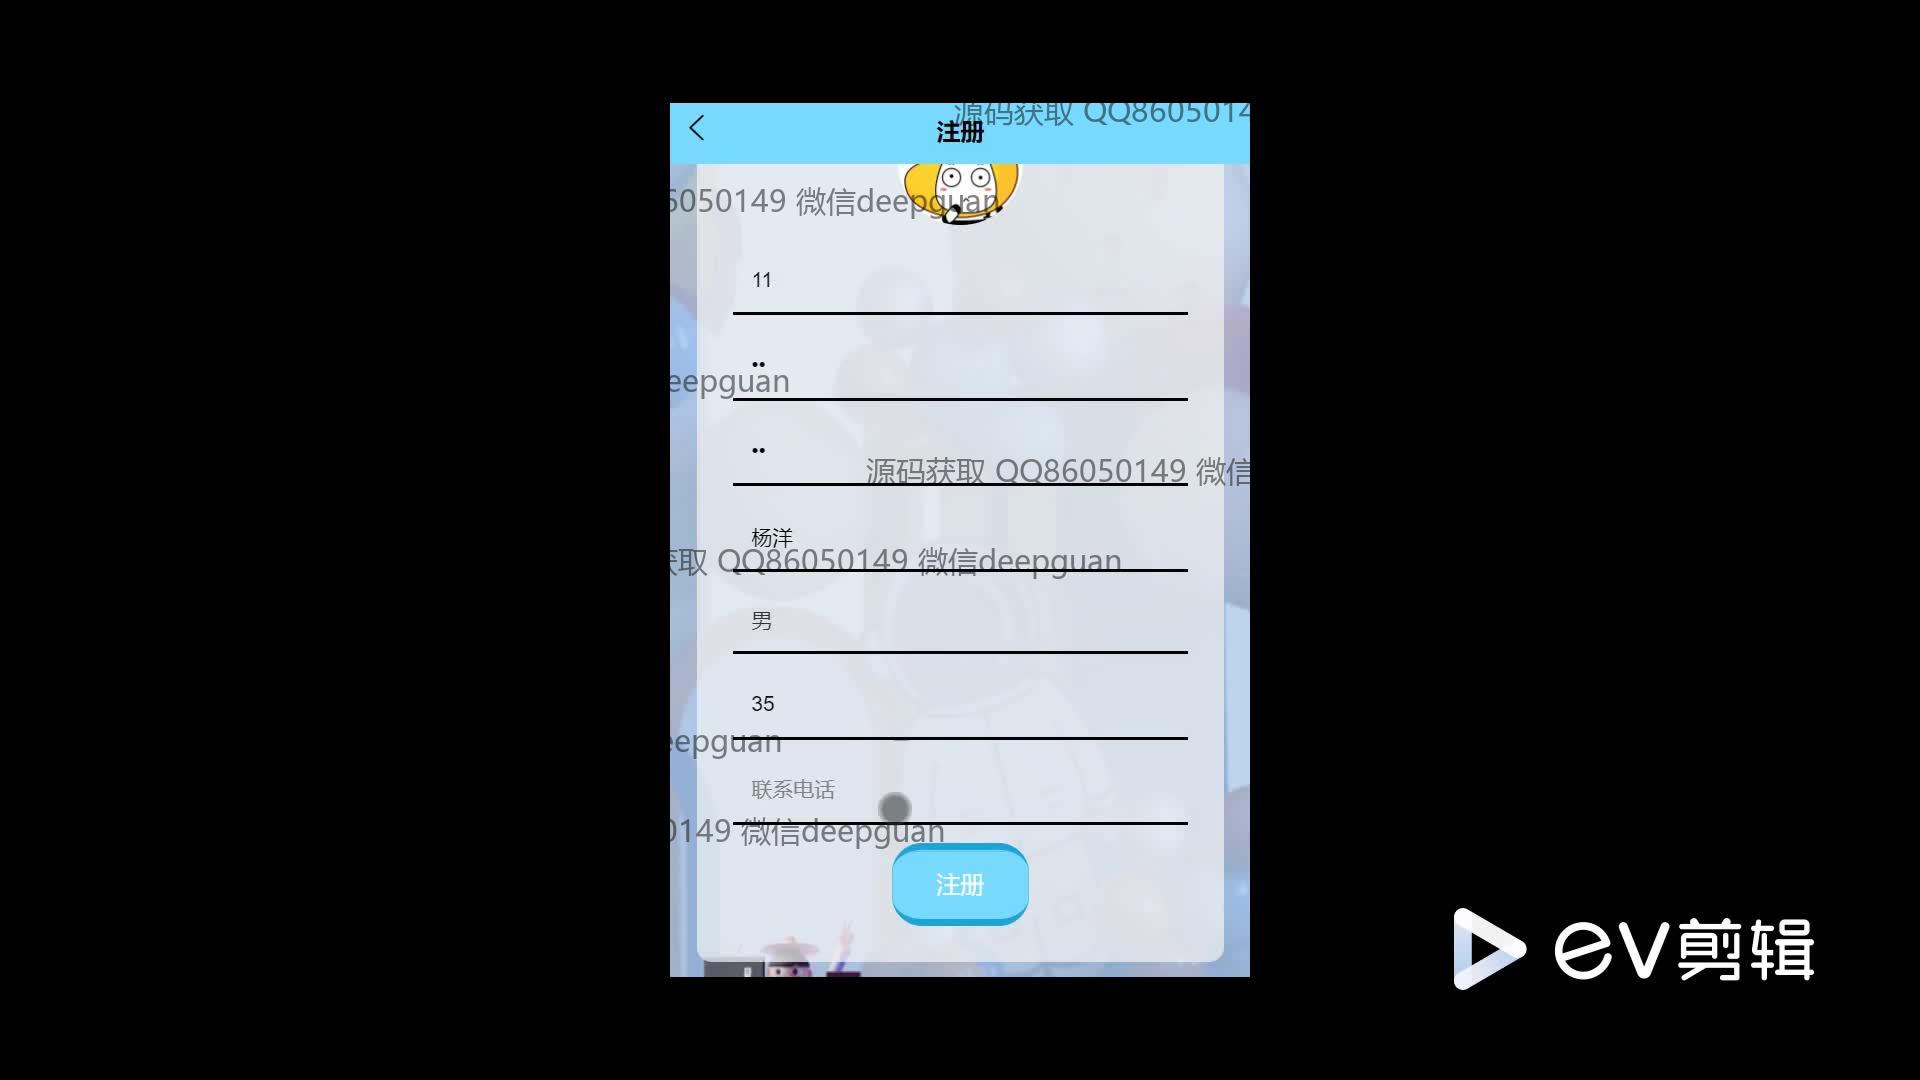 源码获取 QQ8605014
注册
6050149 微信deepguan
11
••
eepguan
••
源码获取 QQ86050149 微信
杨洋
获取 QQ86050149 微信deepguan
男
35
eepguan
联系电话
0149 微信deepguan
注册
ev剪辑